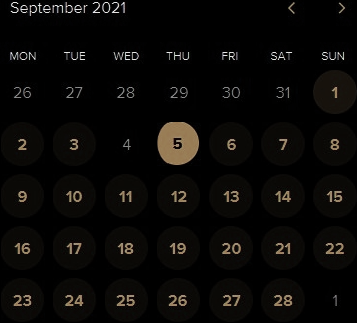 September 2021 < >
MON TUE WED THU FRI SAT SUN
26 27 28 29 30 31 1
2 3 4 5 6 7 8
9 10 11 12 13 14 15
16 17 18 19 20 21 22
23 24 25 26 27 28 1